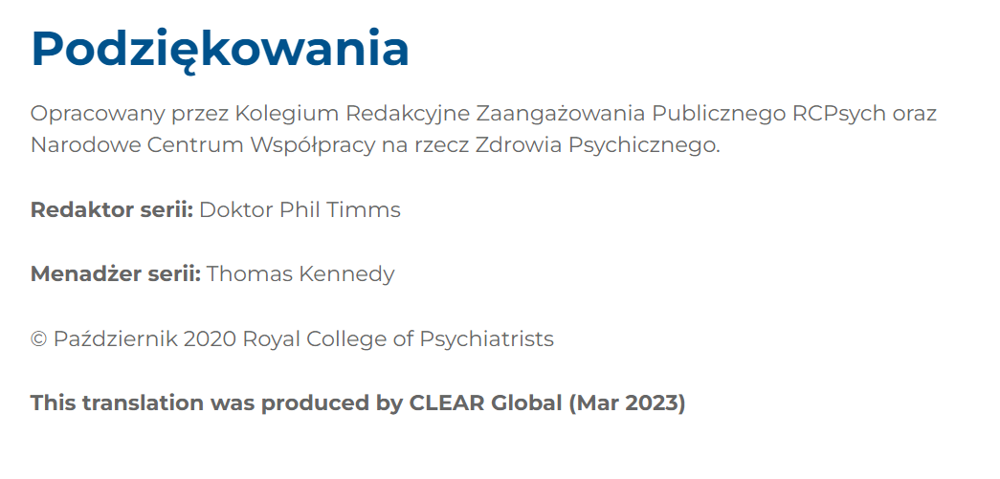 Podziękowania
Opracowany przez Kolegium Redakcyjne Zaangażowania Publicznego RCPsych oraz
Narodowe Centrum Współpracy na rzecz Zdrowia Psychicznego.
Redaktor serii: Doktor Phil Timms
Menadżer serii: Thomas Kennedy
© Październik 2020 Royal College of Psychiatrists
This translation was produced by CLEAR Global (Mar 2023)